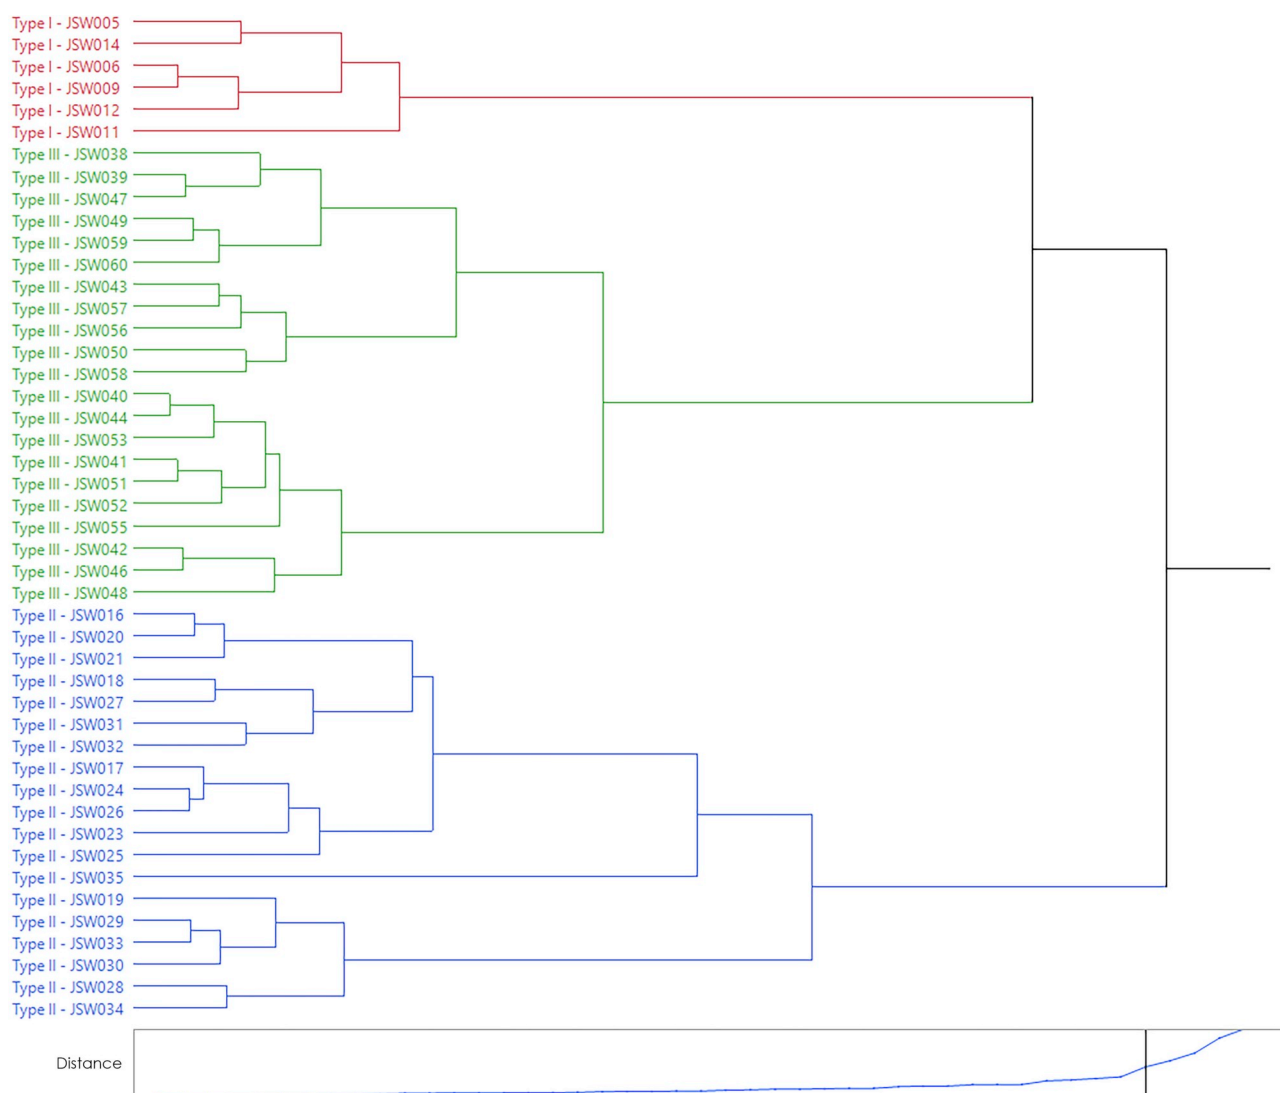 Type I - JSW005
Type I - JSW014
Type I - JSW006
Type I - JSW009
Type I - JSW012
Type I - JSW011
Type III - JSW038
Type III - JSW039
Type III - JSW047
Type III - JSW049
Type III - JSW059
Type III - JSW060
Type III - JSW043
Type III - JSW057
Type III - JSW056
Type III - JSW050
Type III - JSW058
Type III - JSW040
Type III - JSW044
Type III - JSW053
Type III - JSW041
Type III - JSW051
Type III - JSW052
Type III - JSW055
Type III - JSW042
Type III - JSW046
Type III - JSW048
Type II - JSW016
Type II - JSW020
Type II - JSW021
Type II - JSW018
Type II - JSW027
Type II - JSW031
Type II - JSW032
Type II - JSW017
Type II - JSW024
Type II - JSW026
Type II - JSW023
Type II - JSW025
Type II - JSW035
Type II - JSW019
Type II - JSW029
Type II - JSW033
Type II - JSW030
Type II - JSW028
Type II - JSW034
Distance